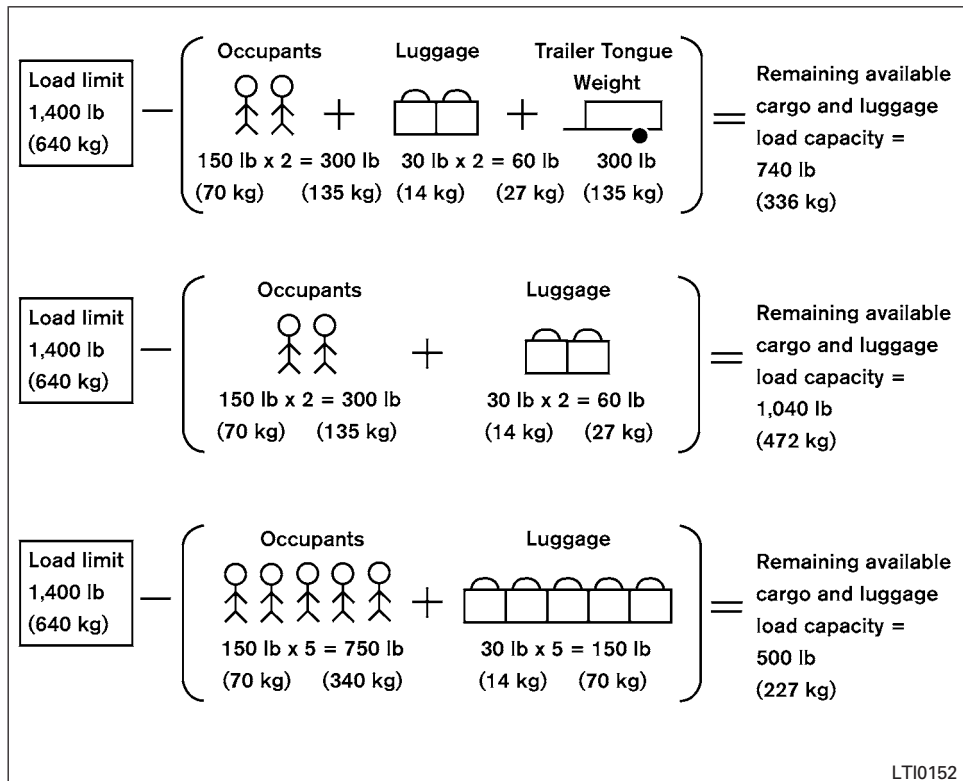 Occupants Luggage Trailer Tongue
Weight
Load limit
1,400 lb
(640 kg)
− ( + + ) =
150 lb x 2 = 300 lb 30 lb x 2 = 60 lb 300 lb
(70 kg) (135 kg) (14 kg) (27 kg) (135 kg)
Remaining available
cargo and luggage
load capacity =
740 lb
(336 kg)
Occupants Luggage
Load limit
1,400 lb
(640 kg)
− ( + ) =
150 lb x 2 = 300 lb 30 lb x 2 = 60 lb
(70 kg) (135 kg) (14 kg) (27 kg)
Remaining available
cargo and luggage
load capacity =
1,040 lb
(472 kg)
Occupants Luggage
Load limit
1,400 lb
(640 kg)
− ( + ) =
150 lb x 5 = 750 lb 30 lb x 5 = 150 lb
(70 kg) (340 kg) (14 kg) (70 kg)
Remaining available
cargo and luggage
load capacity =
500 lb
(227 kg)
LTI0152